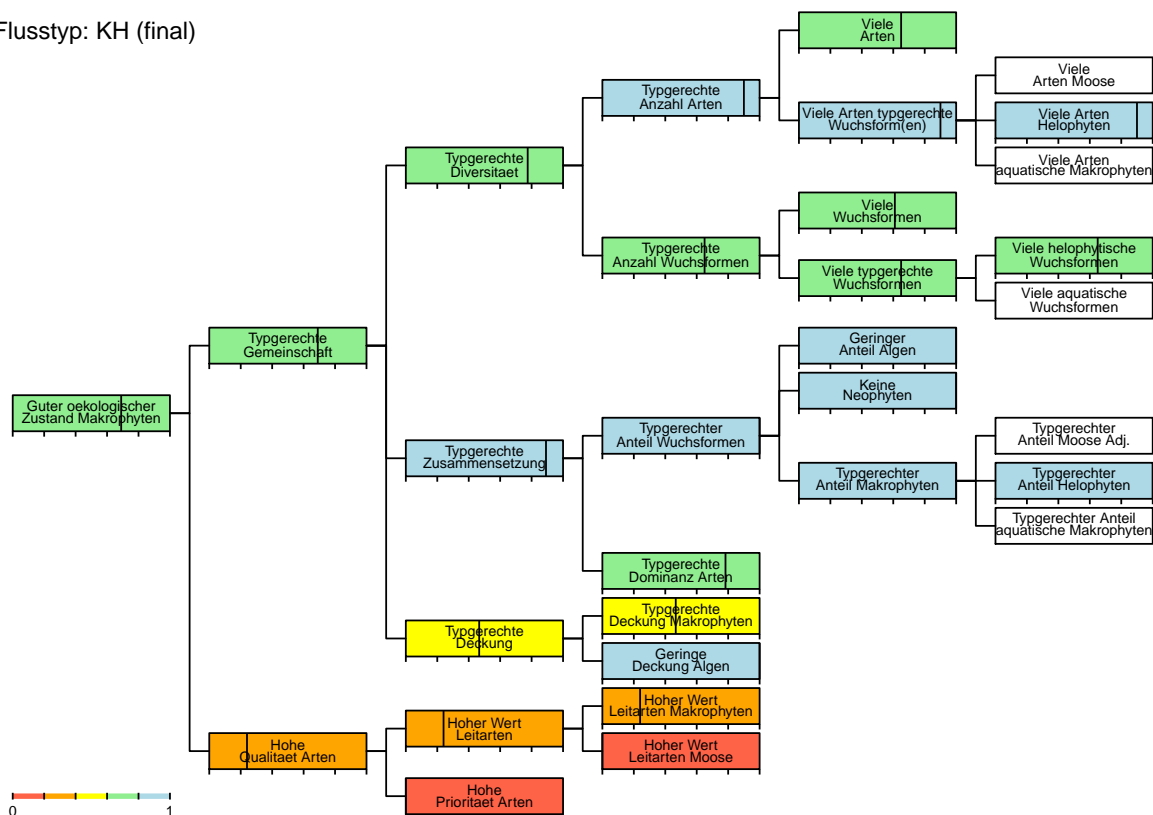 Flusstyp: KH (final)
Viele
Arten
Typgerechte
Anzahl Arten
Viele
Arten Moose
Viele Arten typgerechte
Wuchsform(en)
Viele Arten
Helophyten
Viele Arten
aquatische Makrophyten
Typgerechte
Diversitaet
Viele
Wuchsformen
Typgerechte
Anzahl Wuchsformen
Viele helophytische
Wuchsformen
Viele typgerechte
Wuchsformen
Viele aquatische
Wuchsformen
Typgerechte
Gemeinschaft
Geringer
Anteil Algen
Keine
Neophyten
Guter oekologischer
Zustand Makrophyten
Typgerechte
Zusammensetzung
Typgerechter
Anteil Wuchsformen
Typgerechter
Anteil Moose Adj.
Typgerechter
Anteil Makrophyten
Typgerechter
Anteil Helophyten
Typgerechter Anteil
aquatische Makrophyten
Typgerechte
Dominanz Arten
Typgerechte
Deckung
Typgerechte
Deckung Makrophyten
Geringe
Deckung Algen
Hoher Wert
Leitarten
Hoher Wert
Leitarten Makrophyten
Hohe
Qualitaet Arten
Hoher Wert
Leitarten Moose
Hohe
Prioritaet Arten
0 1